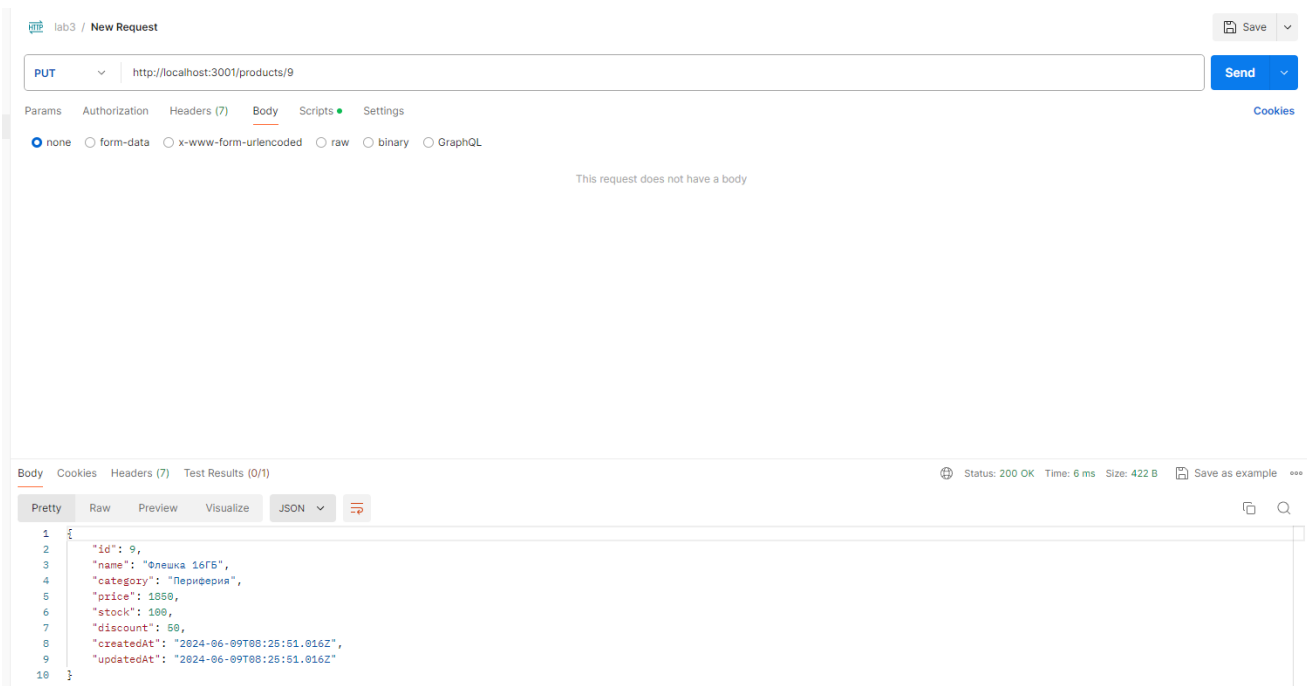 HTTP lab3 / New Request Save
PUT http://localhost:3001/products/9 Send
Params Authorization Headers (7) Body Scripts Settings Cookies
none form-data x-www-form-urlencoded raw binary GraphQL
This request does not have a body
Body Cookies Headers (7) Test Results (0/1) Status: 200 OK Time: 6 ms Size: 422 B Save as example
Pretty Raw Preview Visualize JSON
1 {
2 "id": 9,
3 "name": "Флешка 16ГБ",
4 "category": "Периферия",
5 "price": 1850,
6 "stock": 100,
7 "discount": 50,
8 "createdAt": "2024-06-09T08:25:51.016Z",
9 "updatedAt": "2024-06-09T08:25:51.016Z"
10 }